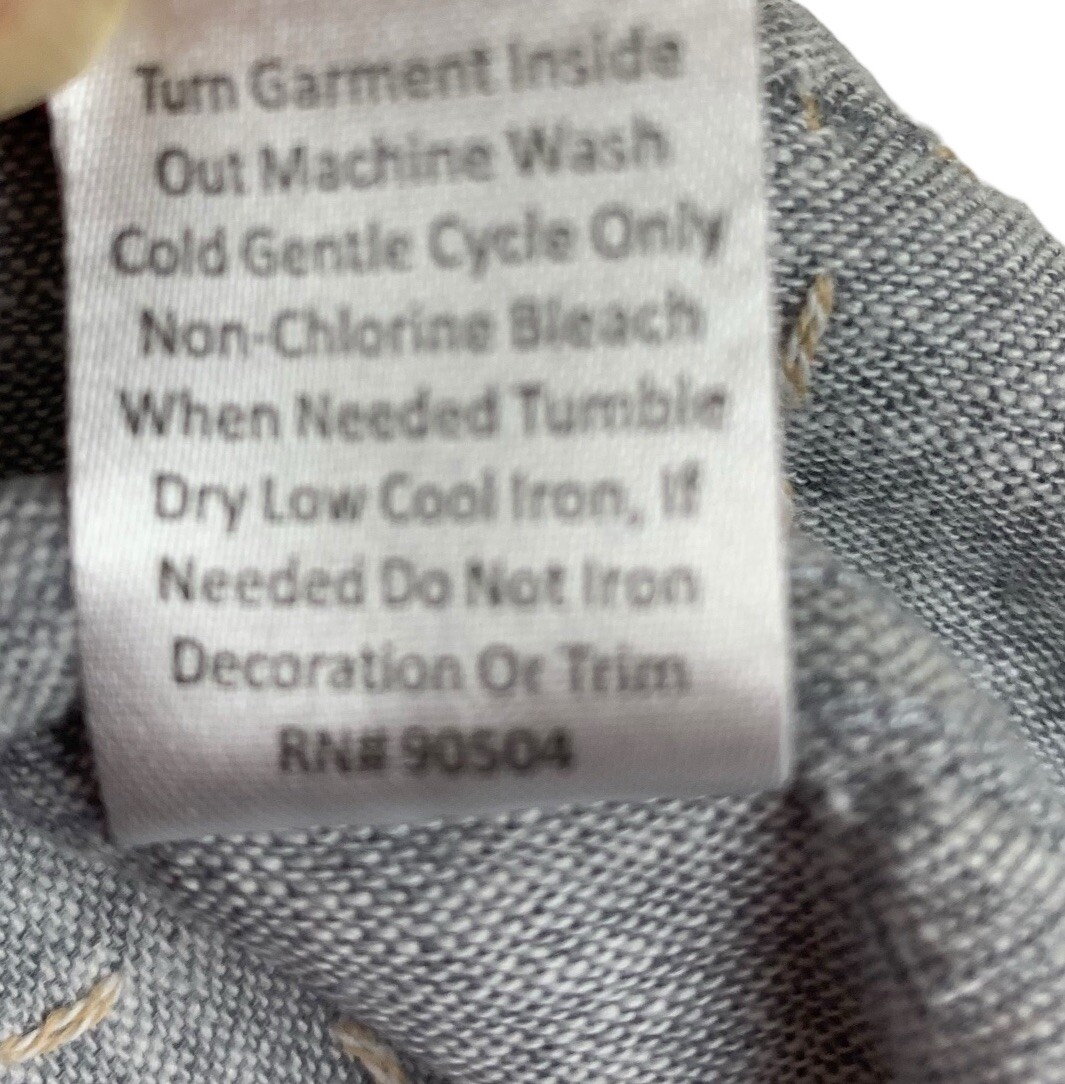 Turn Garment Inside
Out Machine Wash
Cold Gentle Cycle Only
Non-Chlorine Bleach
When Needed Tumble
Dry Low Cool Iron, If
Needed Do Not Iron
Decoration Or Trim
RN# 90504